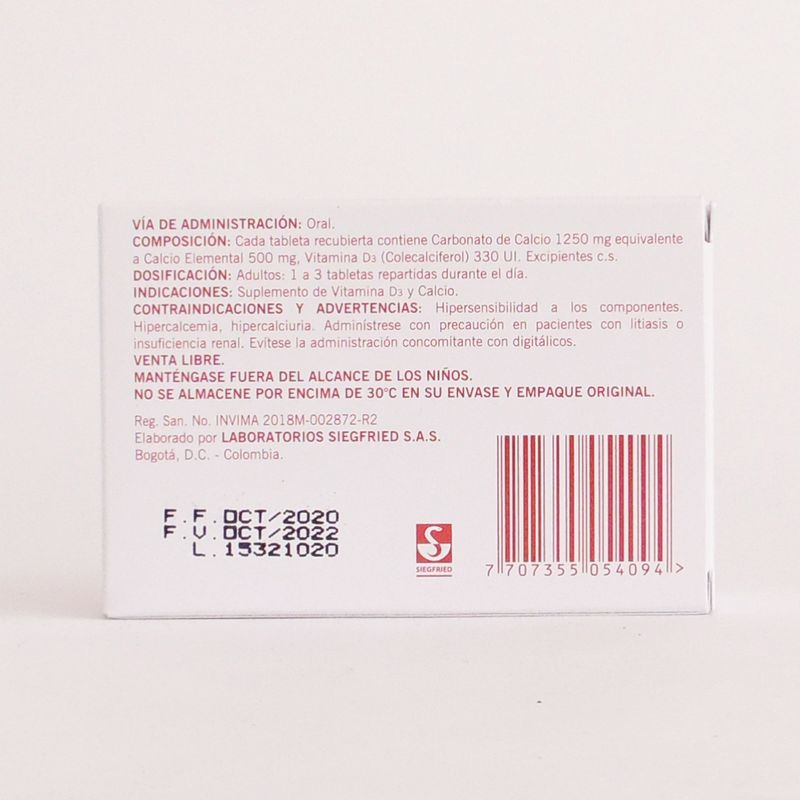 VÍA DE ADMINISTRACIÓN: Oral.
COMPOSICIÓN: Cada tableta recubierta contiene Carbonato de Calcio 1250 mg equivalente
a Calcio Elemental 500 mg, Vitamina D3 (Colecalciferol) 330 UI. Excipientes c.s.
DOSIFICACIÓN: Adultos: 1 a 3 tabletas repartidas durante el día.
INDICACIONES: Suplemento de Vitamina D3 y Calcio.
CONTRAINDICACIONES Y ADVERTENCIAS: Hipersensibilidad a los componentes.
Hipercalcemia, hipercalciuria. Adminístrese con precaución en pacientes con litiasis o
insuficiencia renal. Evítese la administración concomitante con digitálicos.
VENTA LIBRE.
MANTÉNGASE FUERA DEL ALCANCE DE LOS NIÑOS.
NO SE ALMACENE POR ENCIMA DE 30°C EN SU ENVASE Y EMPAQUE ORIGINAL.
Reg. San. No. INVIMA 2018M-002872-R2
Elaborado por LABORATORIOS SIEGFRIED S.A.S.
Bogotá, D.C. - Colombia.
F.F.OCT/2020
F.V.OCT/2022
L.15321020
SIEGFRIED
7 707355 054094 >